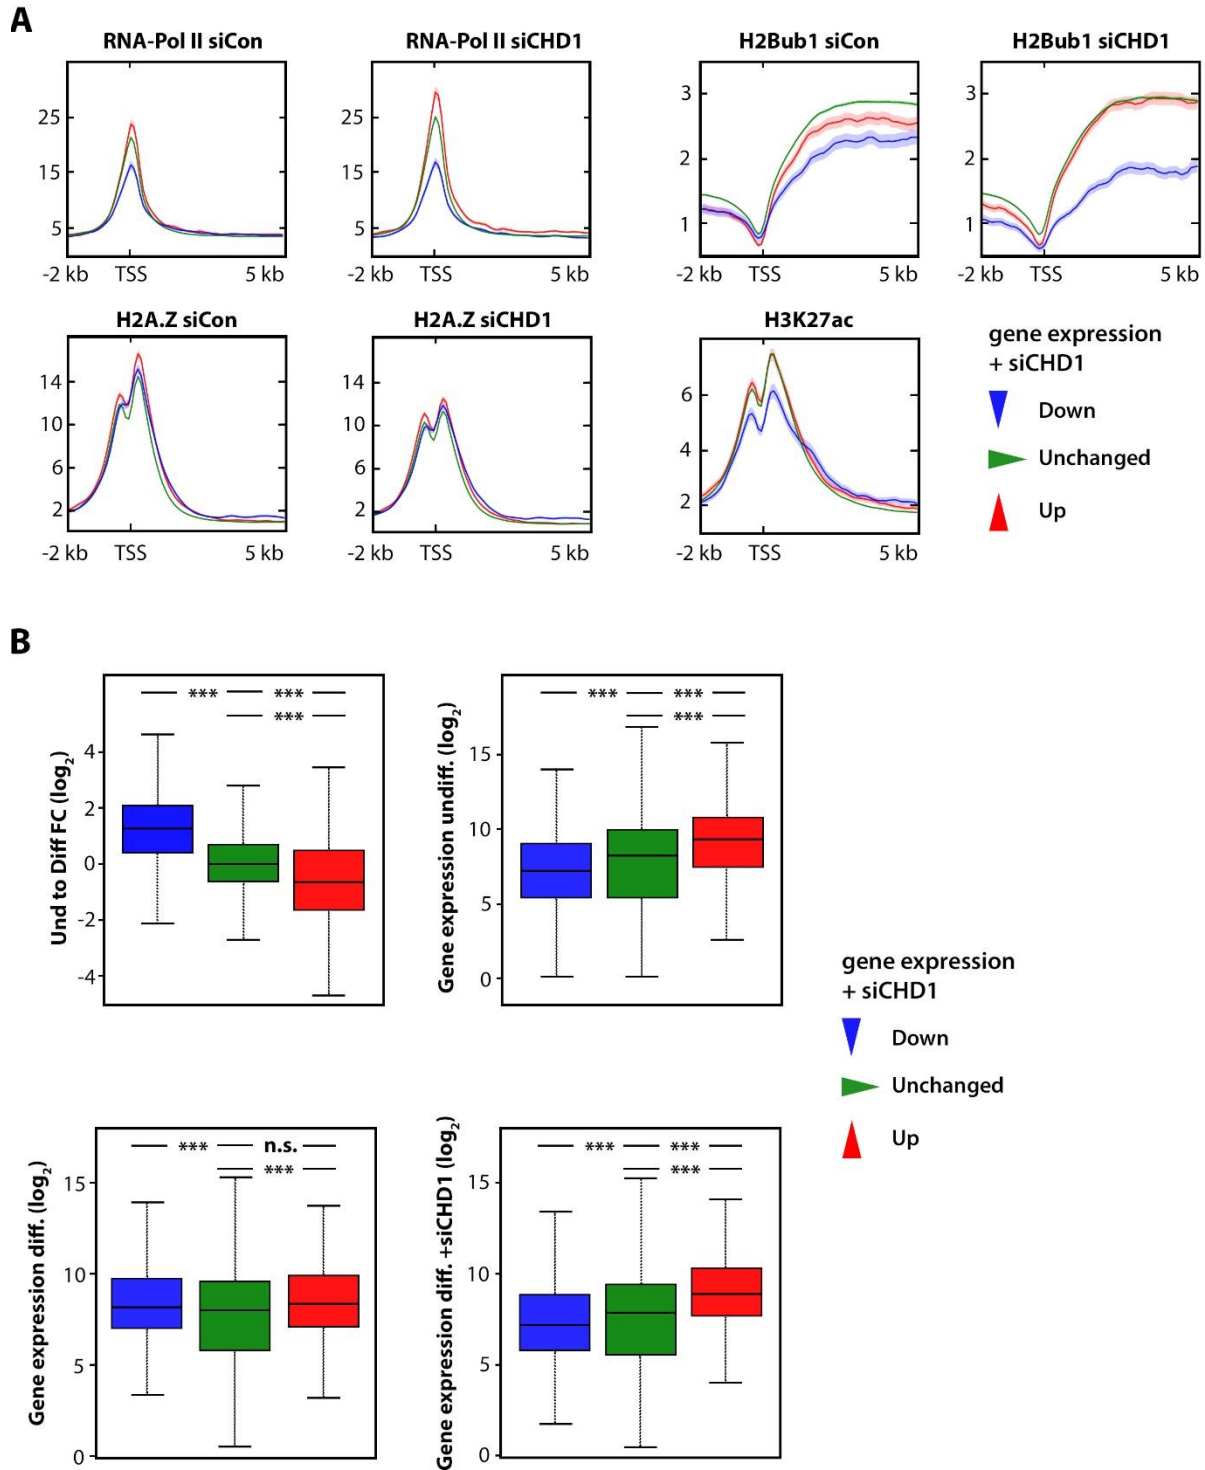 A
RNA-Pol II siCon
RNA-Pol II siCHD1
H2Bub1 siCon
H2Bub1 siCHD1
25
15
5
-2 kb TSS 5 kb
25
15
5
-2 kb TSS 5 kb
3
2
1
-2 kb TSS 5 kb
3
2
1
-2 kb TSS 5 kb
H2A.Z siCon
H2A.Z siCHD1
H3K27ac
14
10
6
2
-2 kb TSS 5 kb
14
10
6
2
-2 kb TSS 5 kb
6
4
2
-2 kb TSS 5 kb
gene expression
+ siCHD1
Down
Unchanged
Up
B
Und to Diff FC (log2)
4
2
0
-2
-4
*** ***
***
Gene expression undiff. (log2)
15
10
5
0
*** ***
***
gene expression
+ siCHD1
Down
Unchanged
Up
Gene expression diff. (log2)
15
10
5
0
*** n.s.
***
Gene expression diff. +siCHD1 (log2)
15
10
5
0
*** ***
***